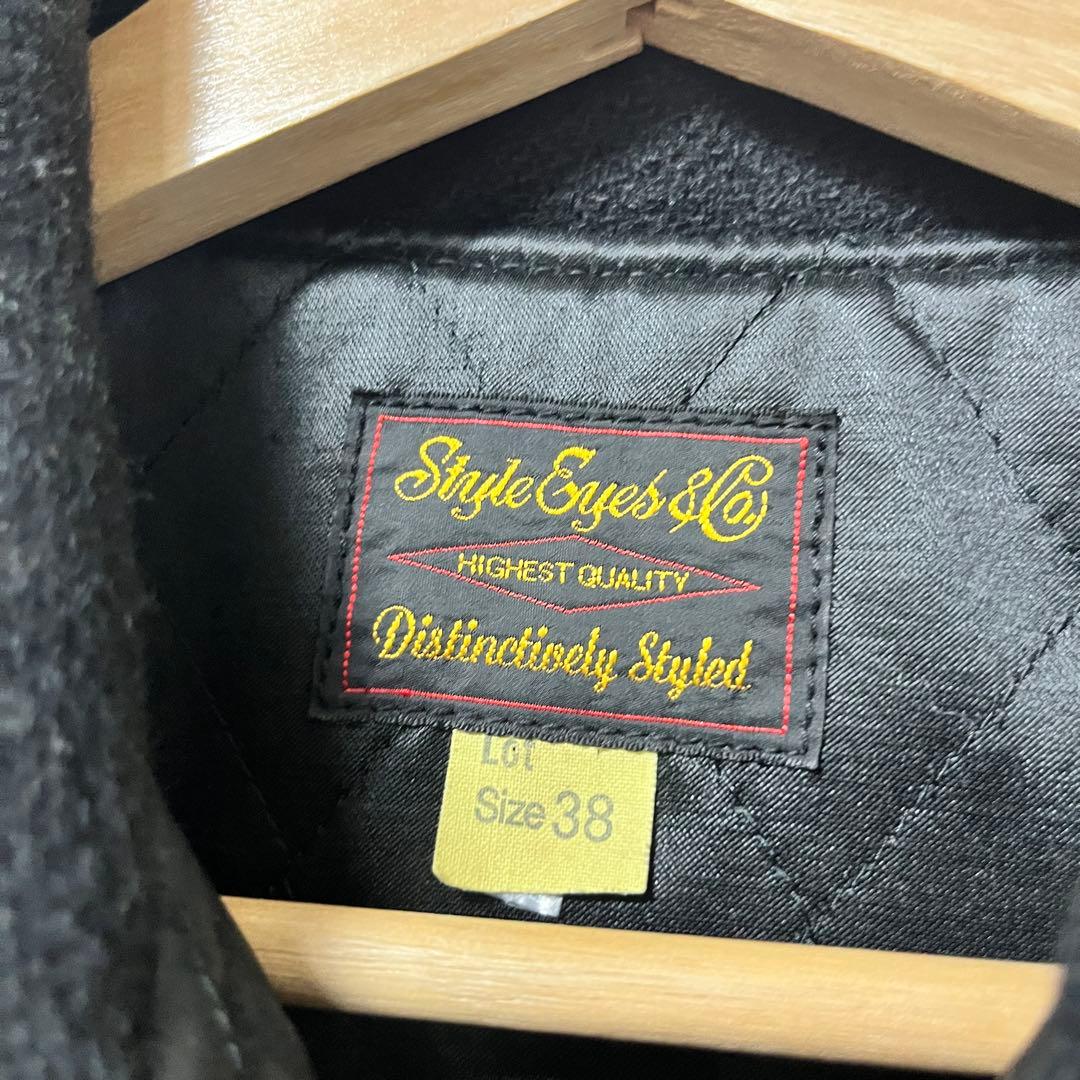 Style Eyes & Co.
HIGHEST QUALITY
Distinctively Styled
Lot
Size 38